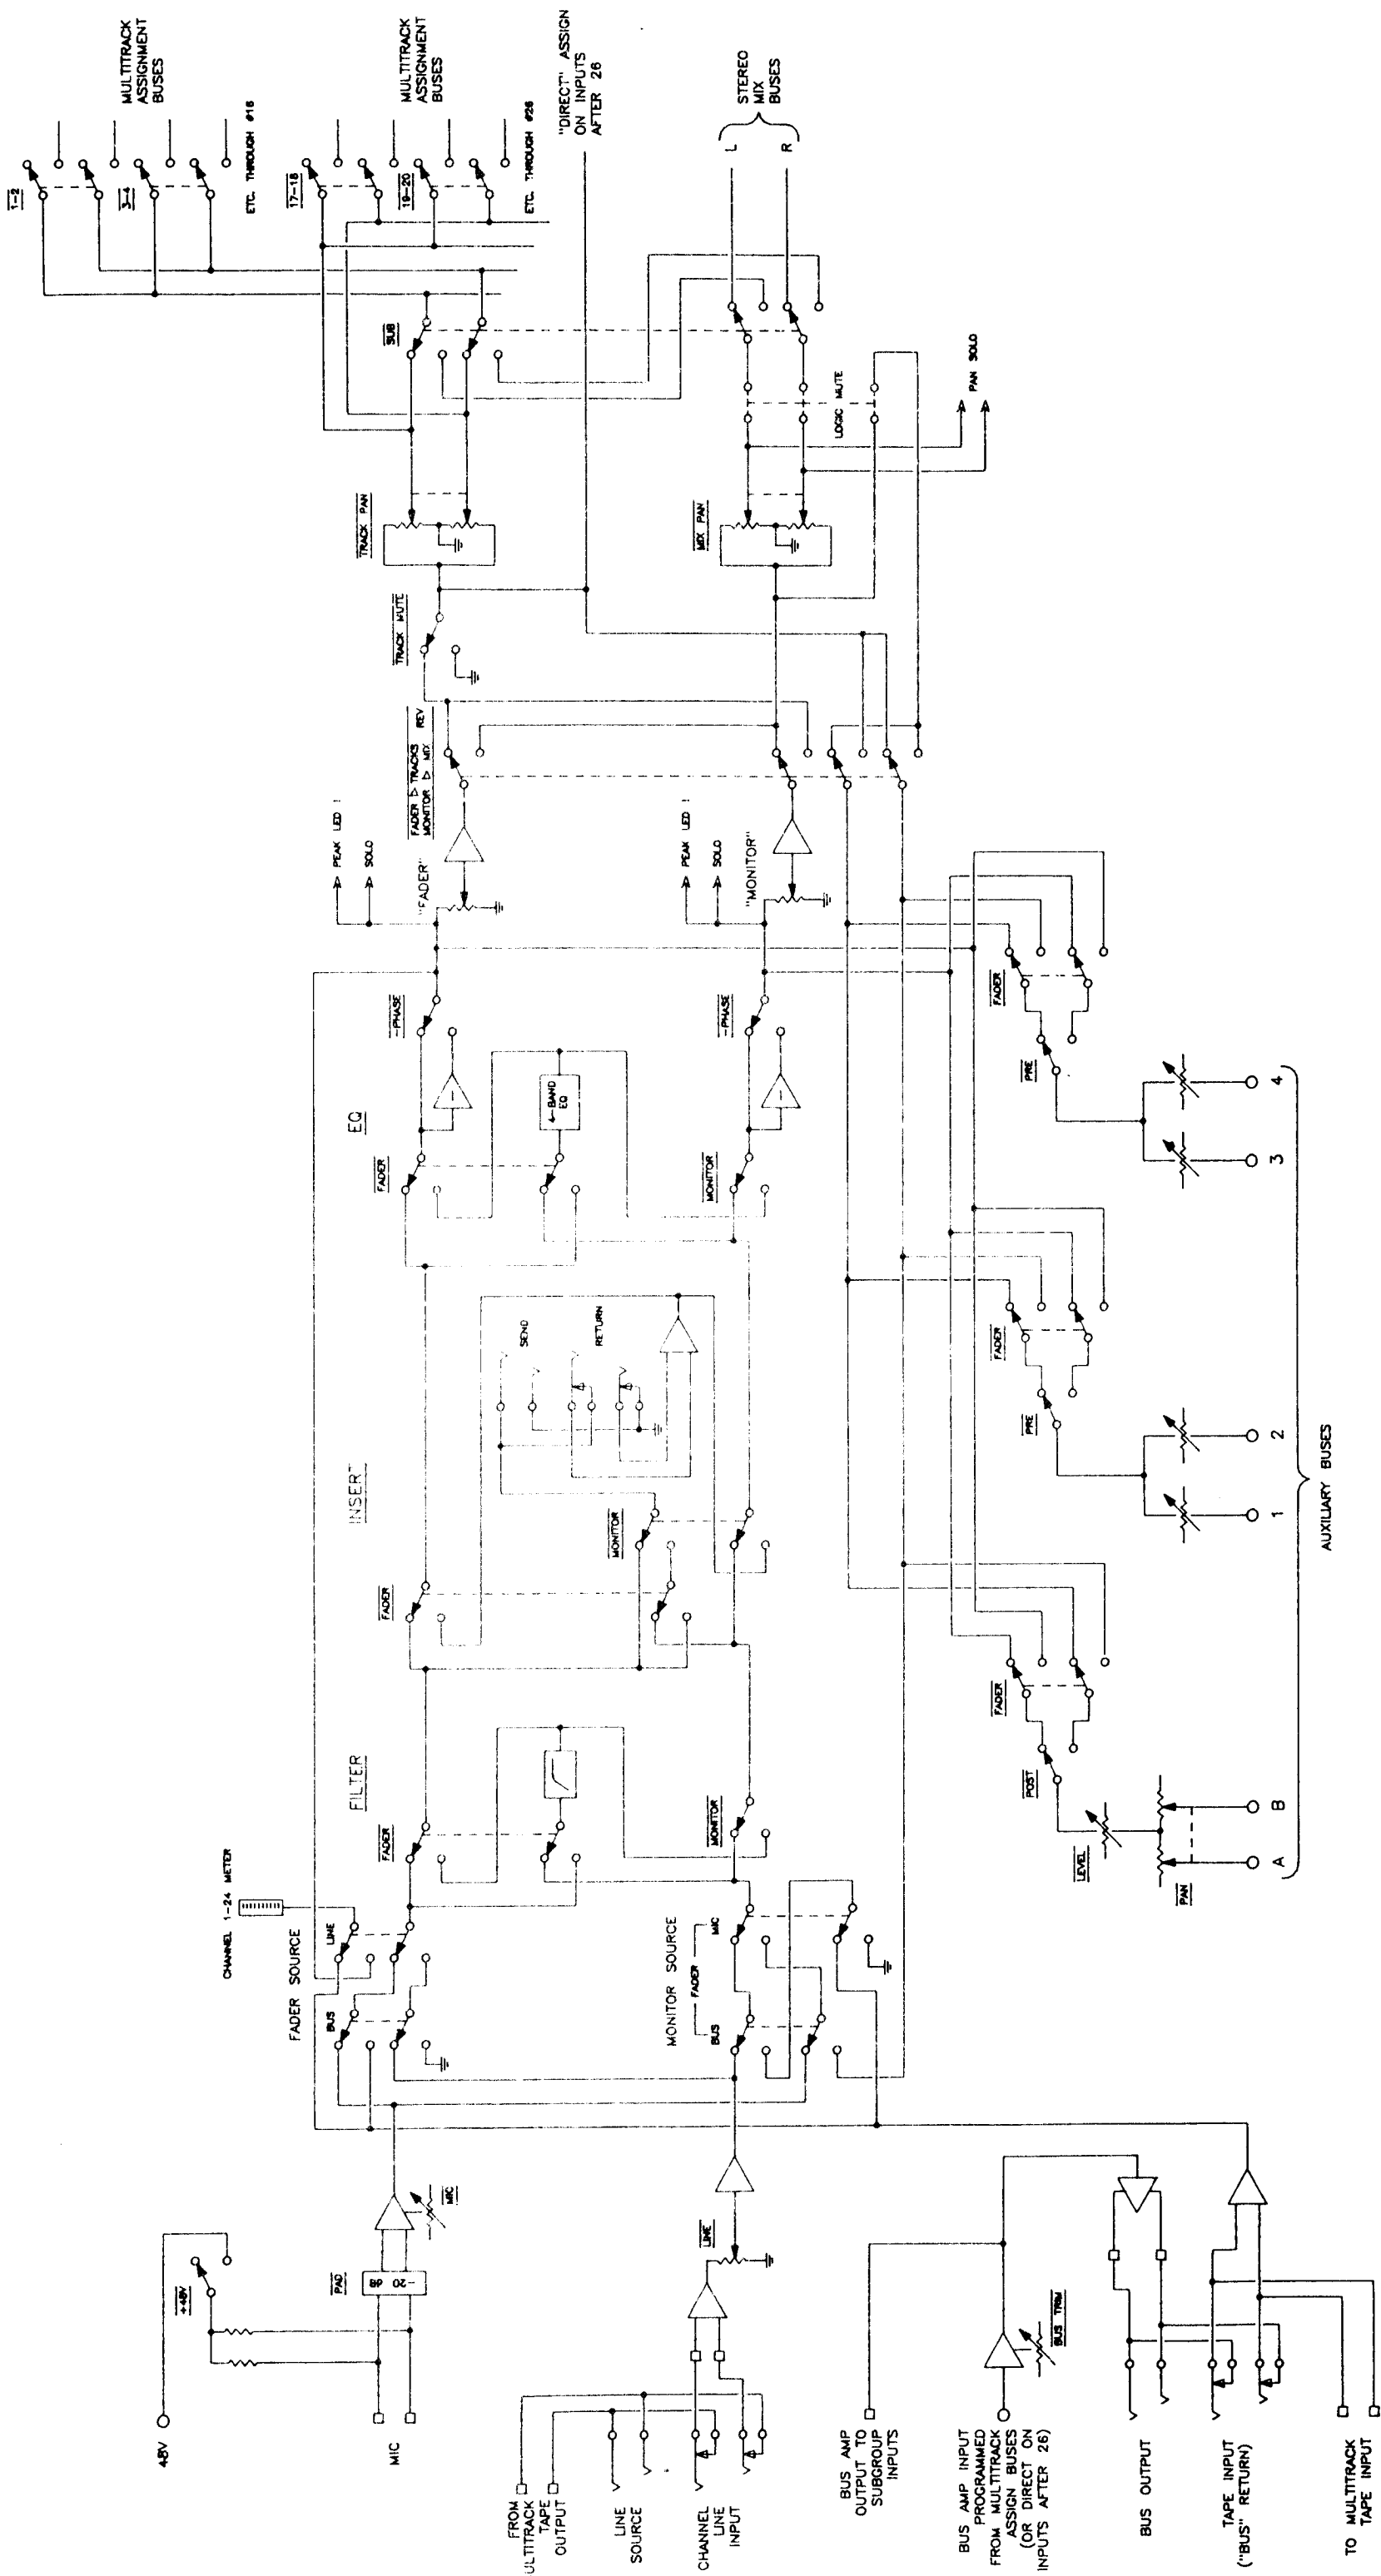 48V
+48V
MIC
PAD
-20
dB
MIC
FROM
ULTITRACK
TAPE
OUTPUT
LINE
SOURCE
CHANNEL
LINE
INPUT
LINE
BUS AMP
OUTPUT TO
SUBGROUP
INPUTS
BUS AMP INPUT
PROGRAMMED
FROM MULTITRACK
ASSIGN BUSES
(OR DIRECT ON
INPUTS AFTER 26)
BUS TRIM
BUS OUTPUT
TAPE INPUT
("BUS" RETURN)
TO MULTITRACK
TAPE INPUT
CHANNEL 1-24 METER
FADER SOURCE
BUS
LINE
MONITOR SOURCE
FADER
BUS
MIC
FILTER
FADER
MONITOR
INSERT
FADER
MONITOR
SEND
RETURN
EQ
FADER
4-BAND
EQ
MONITOR
-PHASE
-PHASE
PEAK LED !
SOLO
"FADER"
PEAK LED !
SOLO
"MONITOR"
FADER ▷ TRACKS REV
MONITOR ▷ MIX
TRACK MUTE
TRACK PAN
MIX PAN
SUB
LOGIC MUTE
PAN SOLO
1-2
3-4
MULTITRACK
ASSIGNMENT
BUSES
ETC. THROUGH #16
17-18
19-20
MULTITRACK
ASSIGNMENT
BUSES
ETC. THROUGH #26
"DIRECT" ASSIGN
ON INPUTS
AFTER 26
L
R
STEREO
MIX
BUSES
FADER
POST
LEVEL
PAN
A
B
FADER
PRE
1
2
FADER
PRE
3
4
AUXILIARY BUSES